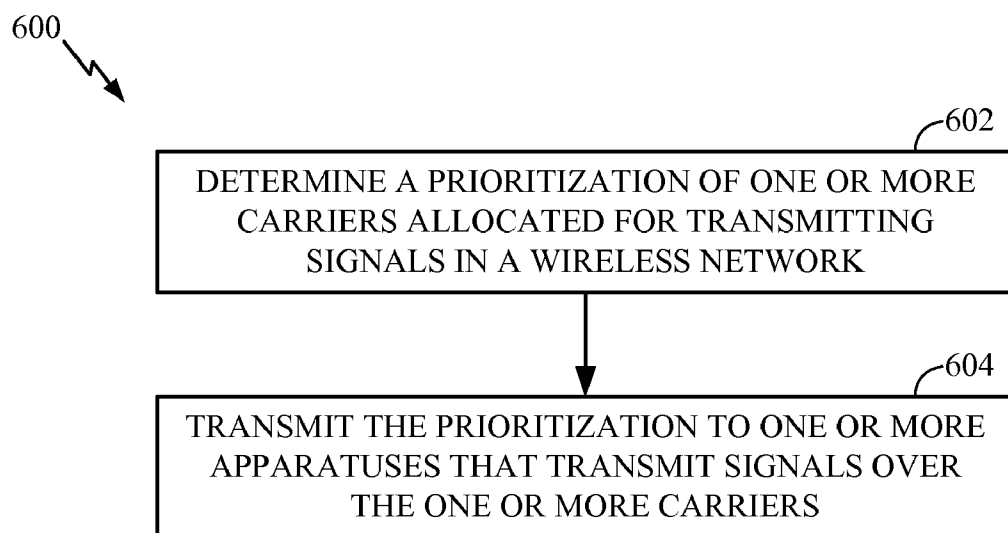 600
602
DETERMINE A PRIORITIZATION OF ONE OR MORE
CARRIERS ALLOCATED FOR TRANSMITTING
SIGNALS IN A WIRELESS NETWORK
604
TRANSMIT THE PRIORITIZATION TO ONE OR MORE
APPARATUSES THAT TRANSMIT SIGNALS OVER
THE ONE OR MORE CARRIERS